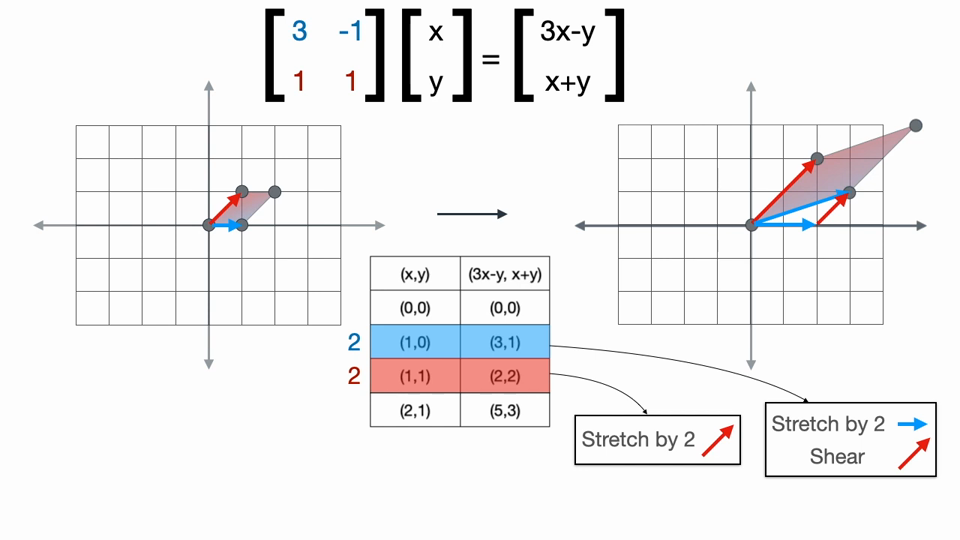 3 -1 x = 3x-y
1 1 y x+y
(x,y) (3x-y, x+y)
(0,0) (0,0)
2 (1,0) (3,1)
2 (1,1) (2,2)
(2,1) (5,3)
Stretch by 2
Stretch by 2
Shear